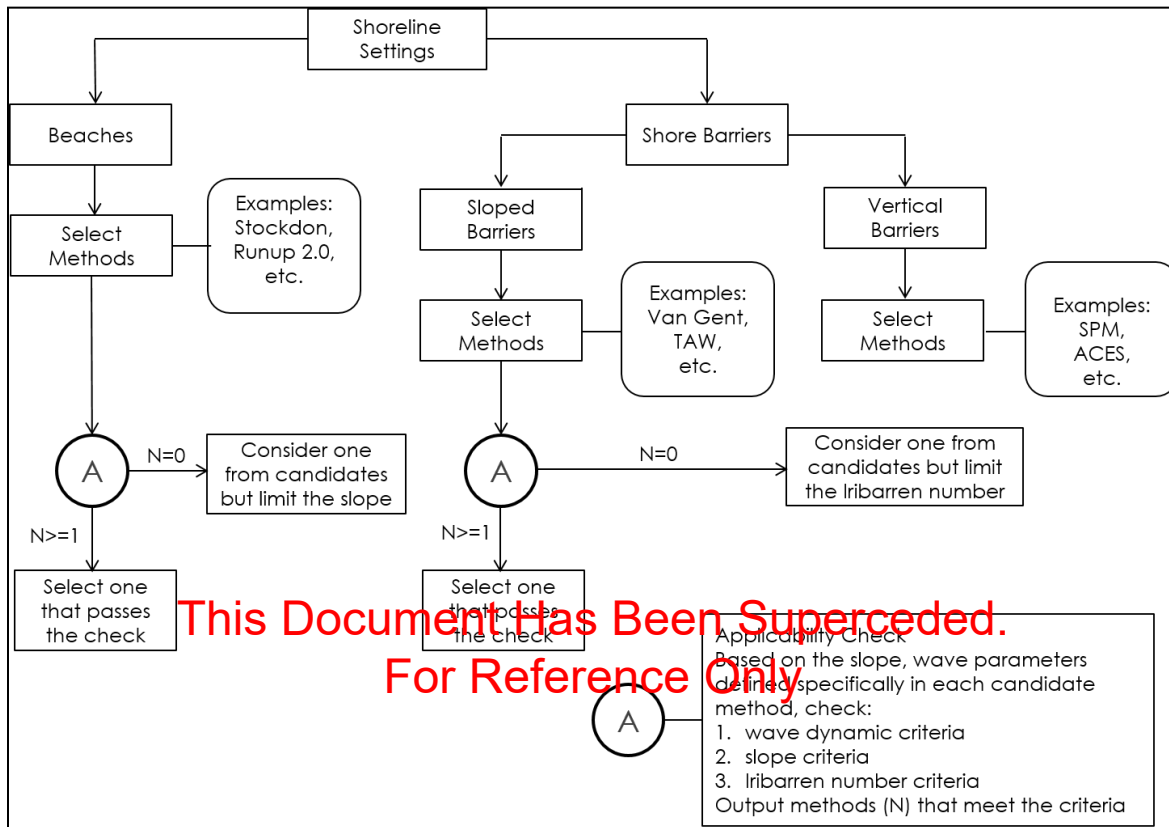 Shoreline
Settings
Beaches
Shore Barriers
Select
Methods
Examples:
Stockdon,
Runup 2.0,
etc.
Sloped
Barriers
Vertical
Barriers
Select
Methods
Examples:
Van Gent,
TAW,
etc.
Select
Methods
Examples:
SPM,
ACES,
etc.
A
N=0
Consider one
from candidates
but limit the slope
A
N=0
Consider one from
candidates but limit
the Iribarren number
N>=1
N>=1
Select one
that passes
the check
Select one
that passes
the check
This Document Has Been Superceded.
For Reference Only
A
Applicability Check
Based on the slope, wave parameters
defined specifically in each candidate
method, check:
1. wave dynamic criteria
2. slope criteria
3. Iribarren number criteria
Output methods (N) that meet the criteria